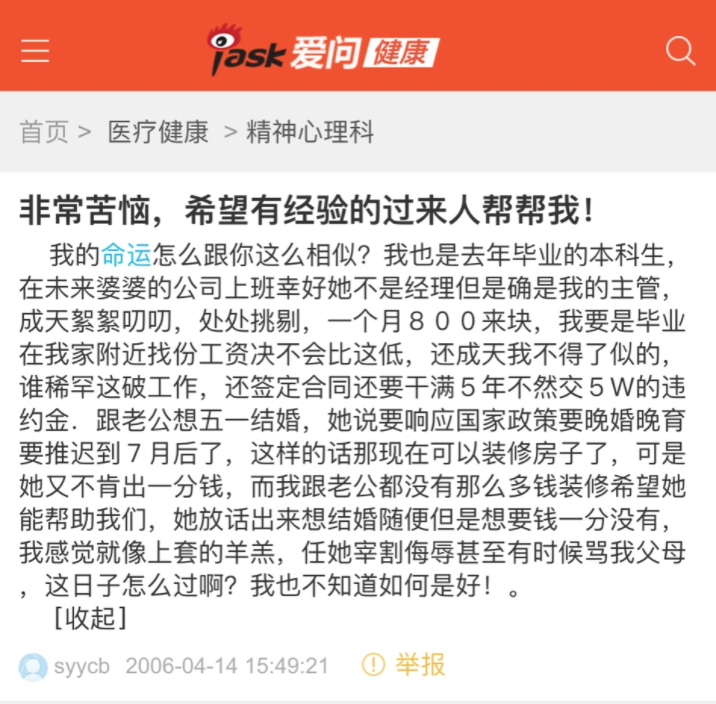 iask 爱问 健康
首页 > 医疗健康 > 精神心理科
非常苦恼，希望有经验的过来人帮帮我！
我的命运怎么跟你这么相似？我也是去年毕业的本科生，
在未来婆婆的公司上班幸好她不是经理但是确是我的主管，
成天絮絮叨叨，处处挑剔，一个月８００来块，我要是毕业
在我家附近找份工资决不会比这低，还成天我不得了似的，
谁稀罕这破工作，还签定合同还要干满５年不然交５W的违
约金．跟老公想五一结婚，她说要响应国家政策要晚婚晚育
要推迟到７月后了，这样的话那现在可以装修房子了，可是
她又不肯出一分钱，而我跟老公都没有那么多钱装修希望她
能帮助我们，她放话出来想结婚随便但是想要钱一分没有，
我感觉就像上套的羊羔，任她宰割侮辱甚至有时候骂我父母
，这日子怎么过啊？我也不知道如何是好！。
［收起］
syycb 2006-04-14 15:49:21 举报